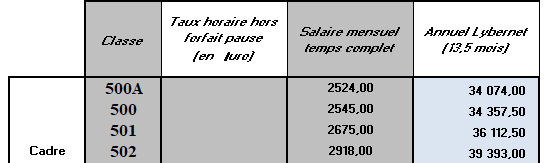 Classe Taux horaire hors forfait pause (en  [uro) Salaire mensuel temps complet Annuel Lybernet (13,5 mois)
500A 2524,00 34 074,00
500 2545,00 34 357,50
501 2675,00 36 112,50
Cadre 502 2918,00 39 393,00